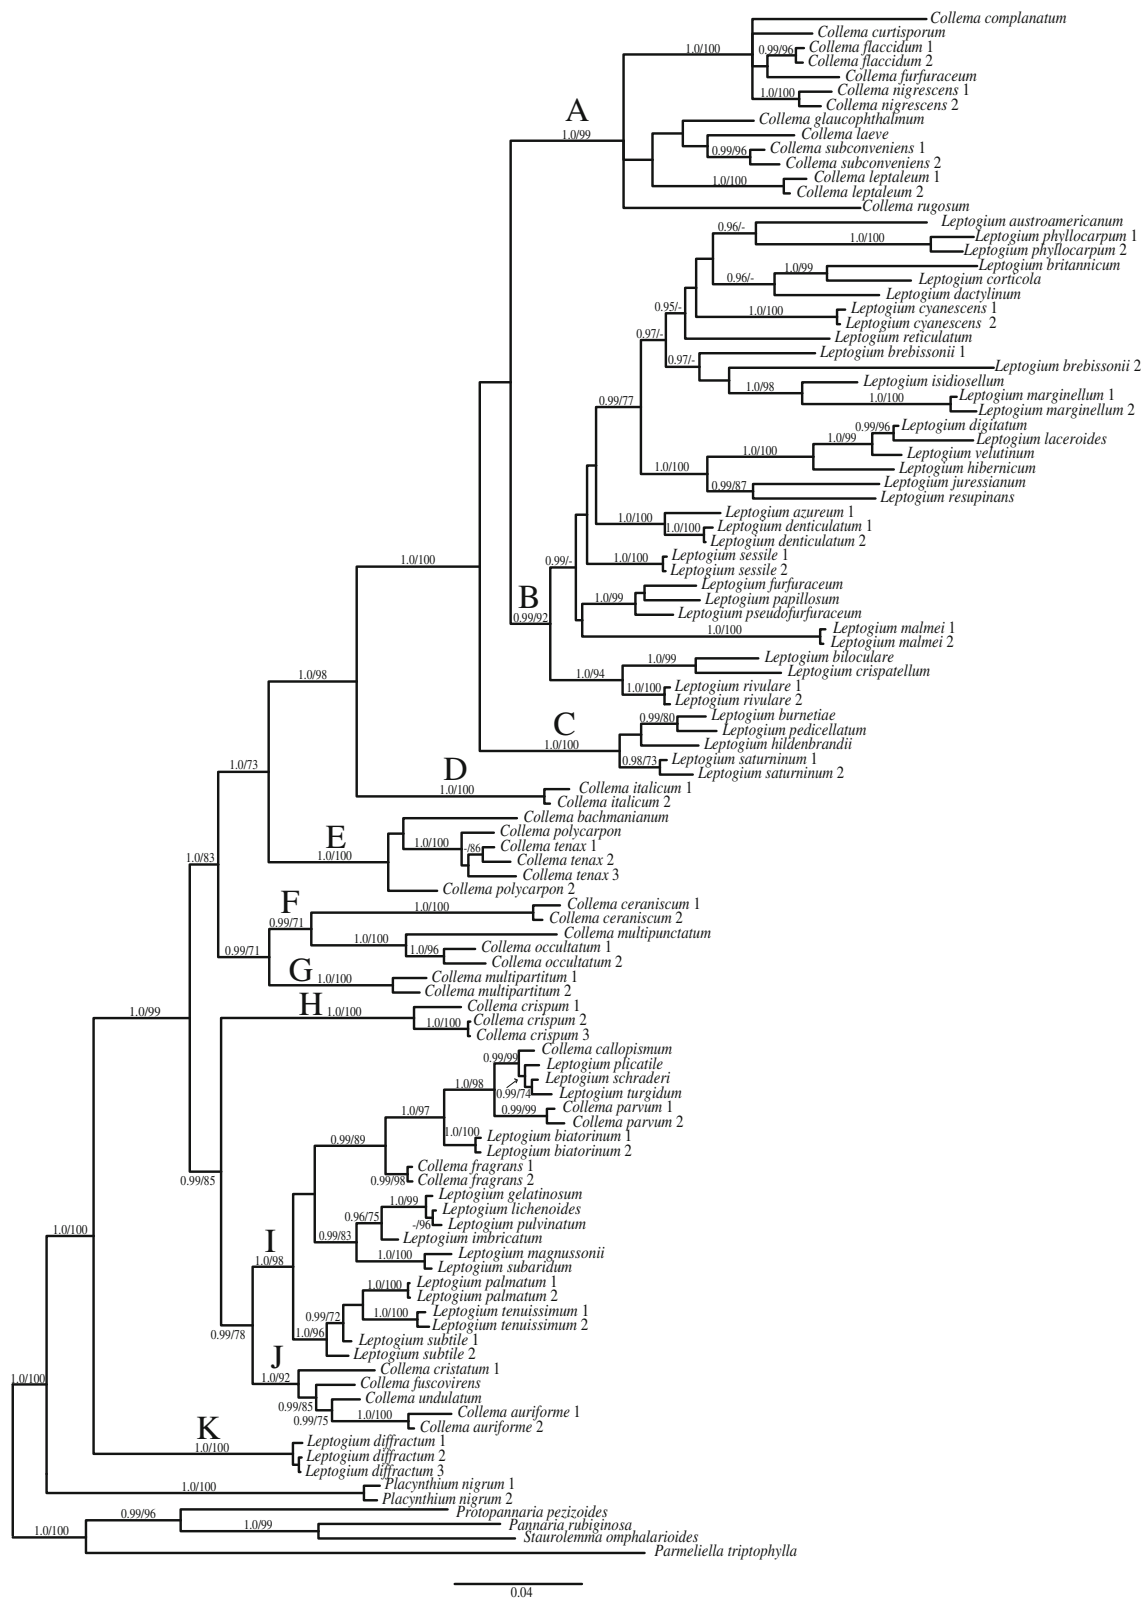 Collema complanatum
Collema curtisporum
1.0/100
0.99/96
Collema flaccidum 1
Collema flaccidum 2
Collema furfuraceum
1.0/100
Collema nigrescens 1
Collema nigrescens 2
A
1.0/99
Collema glaucophthalmum
Collema laeve
0.99/96
Collema subconveniens 1
Collema subconveniens 2
1.0/100
Collema leptaleum 1
Collema leptaleum 2
Collema rugosum
0.96/-
Leptogium austroamericanum
1.0/100
Leptogium phyllocarpum 1
Leptogium phyllocarpum 2
0.96/-
1.0/99
Leptogium britannicum
Leptogium corticola
Leptogium dactylinum
0.95/-
1.0/100
Leptogium cyanescens 1
Leptogium cyanescens 2
0.97/-
Leptogium reticulatum
0.97/-
Leptogium brebissonii 1
Leptogium brebissonii 2
1.0/98
Leptogium isidiosellum
1.0/100
Leptogium marginellum 1
Leptogium marginellum 2
0.99/77
0.99/96
Leptogium digitatum
1.0/99
Leptogium laceroides
1.0/100
Leptogium velutinum
Leptogium hibernicum
1.0/100
0.99/87
Leptogium juressianum
Leptogium resupinans
1.0/100
Leptogium azureum 1
1.0/100
Leptogium denticulatum 1
Leptogium denticulatum 2
1.0/100
Leptogium sessile 1
Leptogium sessile 2
0.99/-
1.0/99
Leptogium furfuraceum
Leptogium papillosum
Leptogium pseudofurfuraceum
B
0.99/92
1.0/100
Leptogium malmei 1
Leptogium malmei 2
1.0/100
1.0/94
1.0/99
Leptogium biloculare
Leptogium crispatellum
1.0/100
Leptogium rivulare 1
Leptogium rivulare 2
C
1.0/100
0.99/80
Leptogium burnetiae
Leptogium pedicellatum
Leptogium hildenbrandii
0.98/73
Leptogium saturninum 1
Leptogium saturninum 2
1.0/98
D
1.0/100
Collema italicum 1
Collema italicum 2
1.0/73
E
1.0/100
Collema bachmanianum
1.0/100
Collema polycarpon
-/86
Collema tenax 1
Collema tenax 2
Collema tenax 3
Collema polycarpon 2
1.0/83
F
0.99/71
1.0/100
Collema ceraniscum 1
Collema ceraniscum 2
0.99/71
1.0/100
Collema multipunctatum
1.0/96
Collema occultatum 1
Collema occultatum 2
G
1.0/100
Collema multipartitum 1
Collema multipartitum 2
1.0/99
H
1.0/100
Collema crispum 1
1.0/100
Collema crispum 2
Collema crispum 3
0.99/99
Collema callopismum
Leptogium plicatile
Leptogium schraderi
0.99/74
Leptogium turgidum
1.0/98
0.99/99
Collema parvum 1
Collema parvum 2
1.0/97
1.0/100
Leptogium biatorinum 1
Leptogium biatorinum 2
0.99/89
0.99/98
Collema fragrans 1
Collema fragrans 2
0.99/85
1.0/99
Leptogium gelatinosum
Leptogium lichenoides
-/96
Leptogium pulvinatum
0.96/75
Leptogium imbricatum
0.99/83
1.0/100
Leptogium magnussonii
Leptogium subaridum
1.0/100
I
1.0/98
1.0/100
Leptogium palmatum 1
Leptogium palmatum 2
0.99/72
1.0/100
Leptogium tenuissimum 1
Leptogium tenuissimum 2
1.0/96
Leptogium subtile 1
Leptogium subtile 2
0.99/78
J
1.0/92
Collema cristatum 1
Collema fuscovirens
0.99/85
Collema undulatum
0.99/75
1.0/100
Collema auriforme 1
Collema auriforme 2
1.0/100
K
1.0/100
Leptogium diffractum 1
Leptogium diffractum 2
Leptogium diffractum 3
1.0/100
Placynthium nigrum 1
Placynthium nigrum 2
0.99/96
Protopannaria pezizoides
1.0/100
1.0/99
Pannaria rubiginosa
Staurolemma omphalarioides
Parmeliella triptophylla
0.04